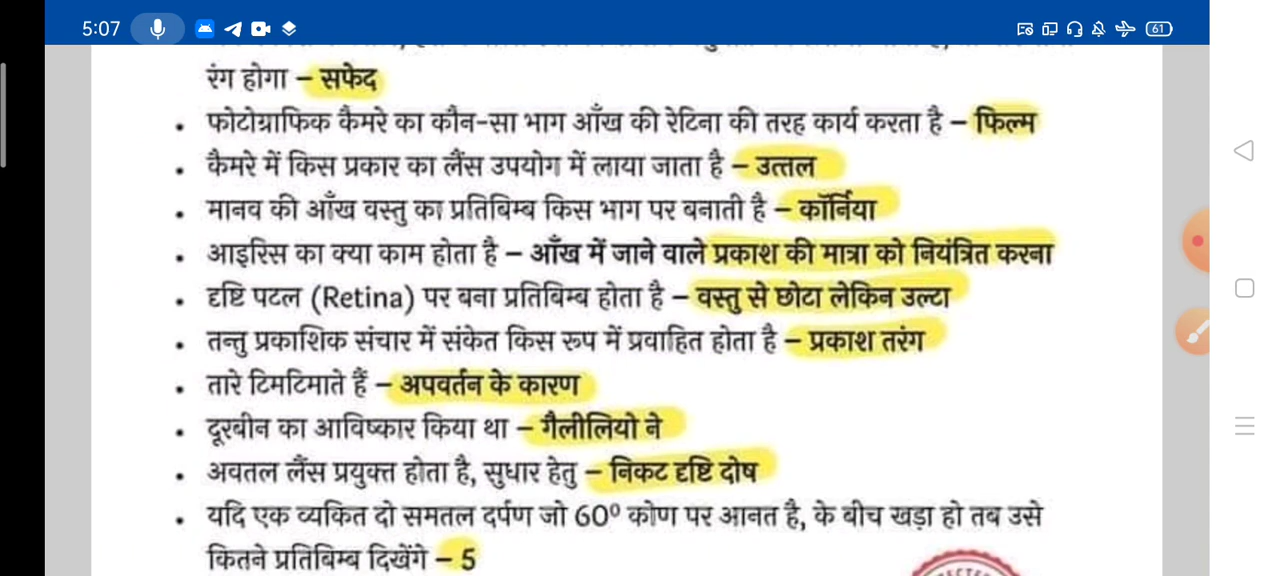 5:07
61
रंग होगा – सफेद
• फोटोग्राफिक कैमरे का कौन-सा भाग आँख की रेटिना की तरह कार्य करता है – फिल्म
• कैमरे में किस प्रकार का लैंस उपयोग में लाया जाता है – उत्तल
• मानव की आँख वस्तु का प्रतिबिम्ब किस भाग पर बनाती है – कॉर्निया
• आइरिस का क्या काम होता है – आँख में जाने वाले प्रकाश की मात्रा को नियंत्रित करना
• दृष्टि पटल (Retina) पर बना प्रतिबिम्ब होता है – वस्तु से छोटा लेकिन उल्टा
• तन्तु प्रकाशिक संचार में संकेत किस रूप में प्रवाहित होता है – प्रकाश तरंग
• तारे टिमटिमाते हैं – अपवर्तन के कारण
• दूरबीन का आविष्कार किया था – गैलीलियो ने
• अवतल लैंस प्रयुक्त होता है, सुधार हेतु – निकट दृष्टि दोष
• यदि एक व्यकित दो समतल दर्पण जो 60⁰ कोण पर आनत है, के बीच खड़ा हो तब उसे
कितने प्रतिबिम्ब दिखेंगे – 5